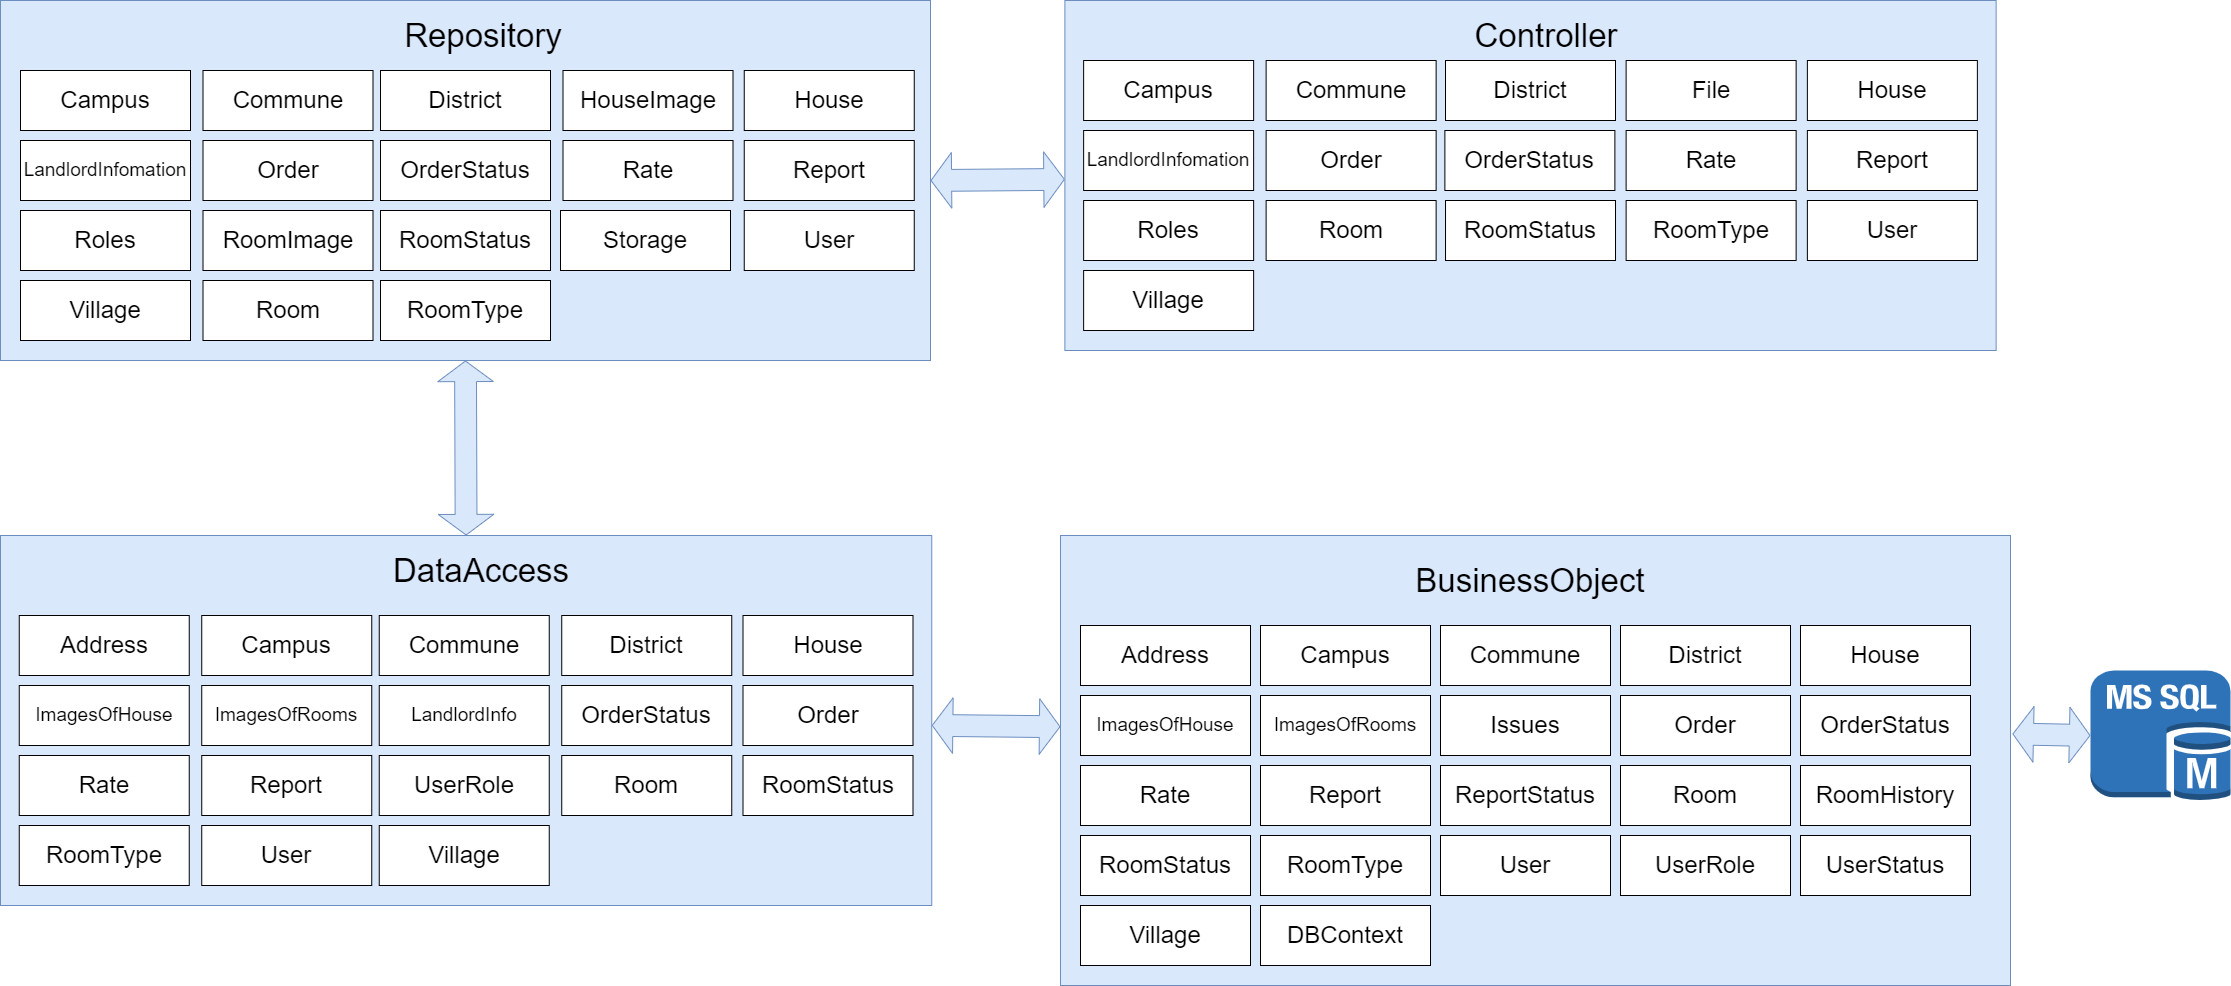 Repository
Campus
Commune
District
HouseImage
House
LandlordInfomation
Order
OrderStatus
Rate
Report
Roles
RoomImage
RoomStatus
Storage
User
Village
Room
RoomType
Controller
Campus
Commune
District
File
House
LandlordInfomation
Order
OrderStatus
Rate
Report
Roles
Room
RoomStatus
RoomType
User
Village
DataAccess
Address
Campus
Commune
District
House
ImagesOfHouse
ImagesOfRooms
LandlordInfo
OrderStatus
Order
Rate
Report
UserRole
Room
RoomStatus
RoomType
User
Village
BusinessObject
Address
Campus
Commune
District
House
ImagesOfHouse
ImagesOfRooms
Issues
Order
OrderStatus
Rate
Report
ReportStatus
Room
RoomHistory
RoomStatus
RoomType
User
UserRole
UserStatus
Village
DBContext
MS SQL
M